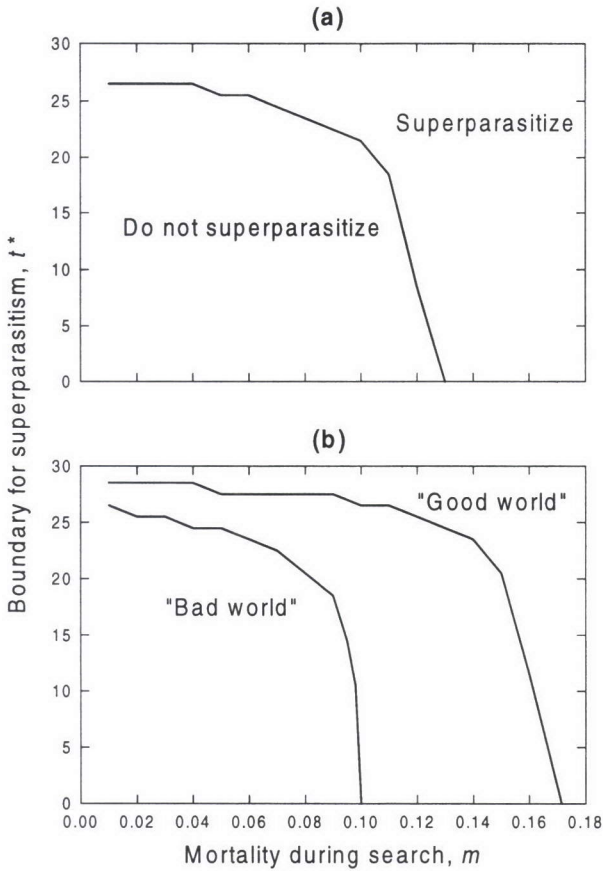 (a)
30
25
20
15
10
5
0
Superparasitize
Do not superparasitize
Boundary for superparasitism, t*
(b)
30
25
20
15
10
5
0
"Good world"
"Bad world"
0.00 0.02 0.04 0.06 0.08 0.10 0.12 0.14 0.16 0.18
Mortality during search, m